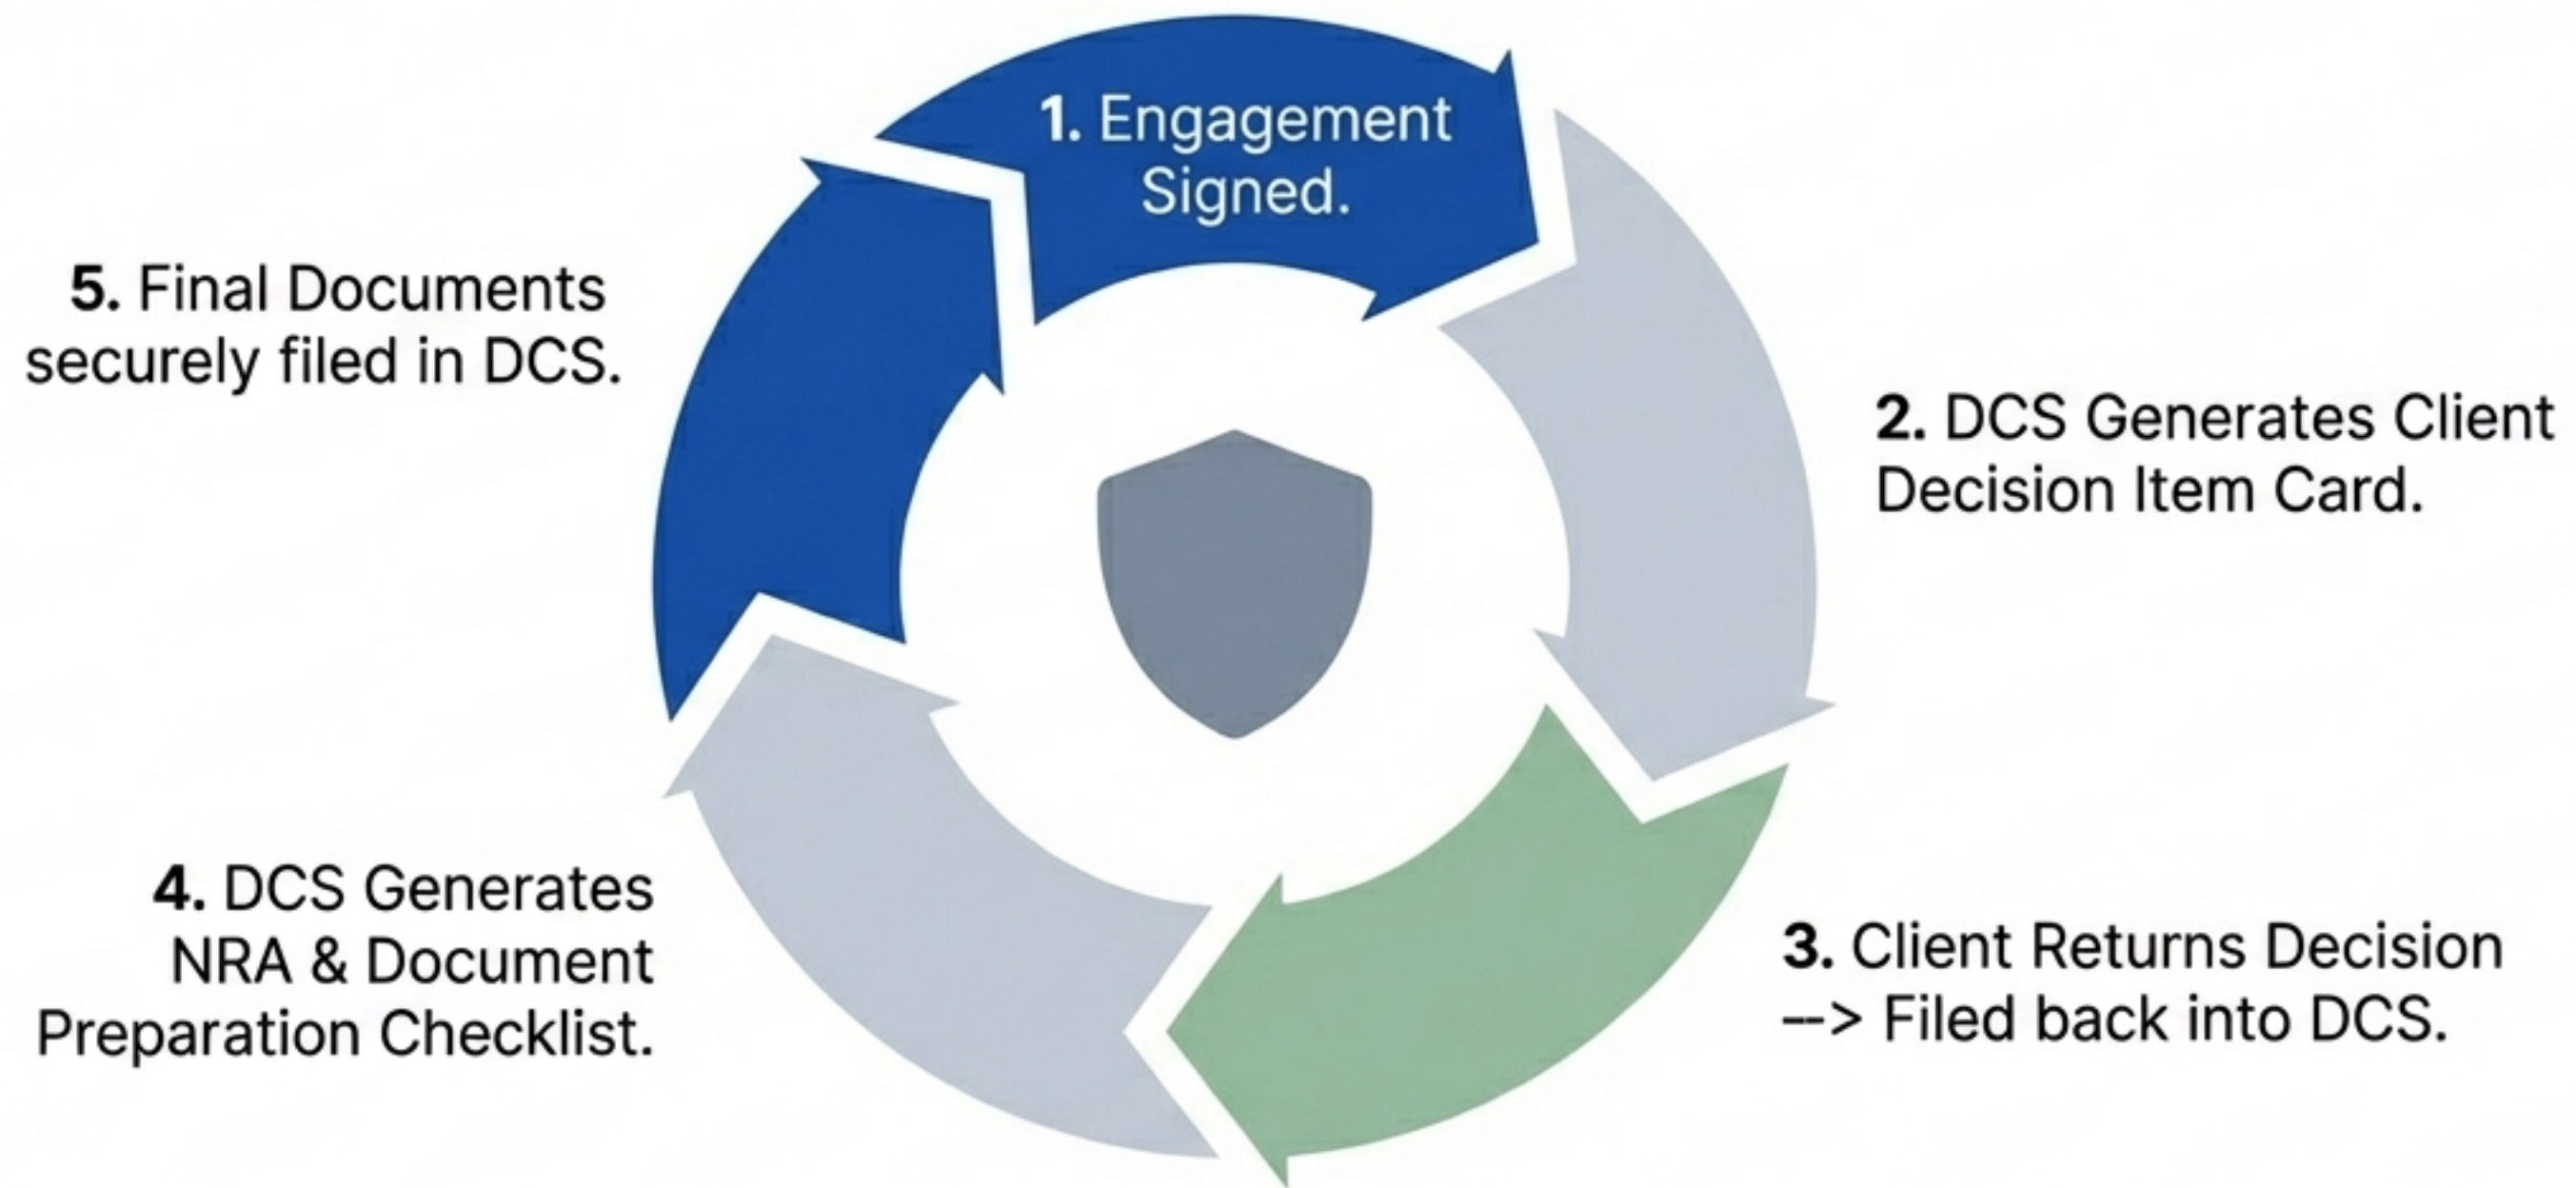 1. Engagement
Signed.
2. DCS Generates Client
Decision Item Card.
3. Client Returns Decision
--> Filed back into DCS.
4. DCS Generates
NRA & Document
Preparation Checklist.
5. Final Documents
securely filed in DCS.